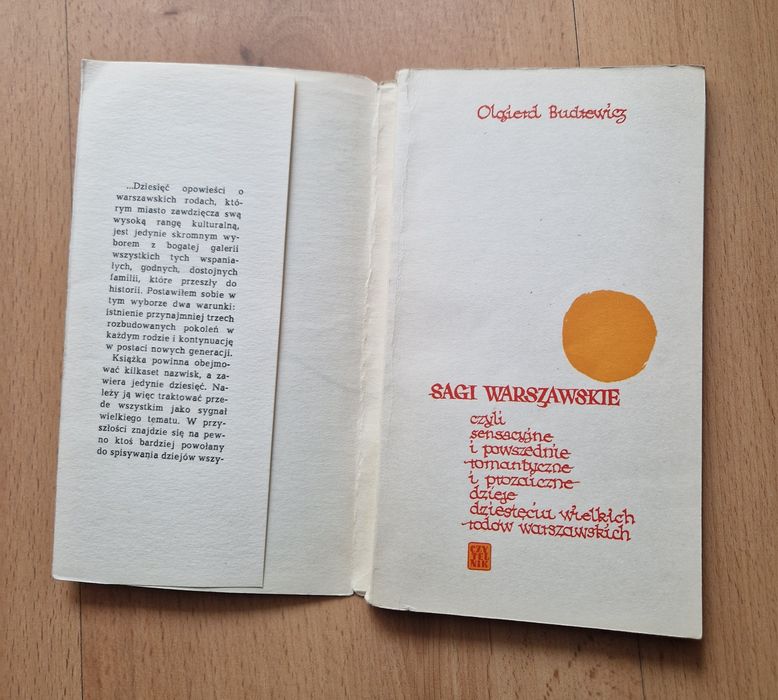 ...Dziesięć opowieści o
warszawskich rodach, któ-
rym miasto zawdzięcza swą
wysoką rangę kulturalną,
jest jedynie skromnym wy-
borem z bogatej galerii
wszystkich tych wspania-
łych, godnych, dostojnych
familii, które przeszły do
historii. Postawiłem sobie w
tym wyborze dwa warunki:
istnienie przynajmniej trzech
rozbudowanych pokoleń w
każdym rodzie i kontynuację
w postaci nowych generacji.
Książka powinna obejmo-
wać kilkaset nazwisk, a za-
wiera jedynie dziesięć. Na-
leży ją więc traktować prze-
de wszystkim jako sygnał
wielkiego tematu. W przy-
szłości znajdzie się na pew-
no ktoś bardziej powołany
do spisywania dziejów wszy-
Olgierd Budrewicz
SAGI WARSZAWSKIE
czyli
sensacyjne
i powszednie
romantyczne
i prozaiczne
dzieje
dziesięciu wielkich
rodów warszawskich
CZY
TEL
NIK